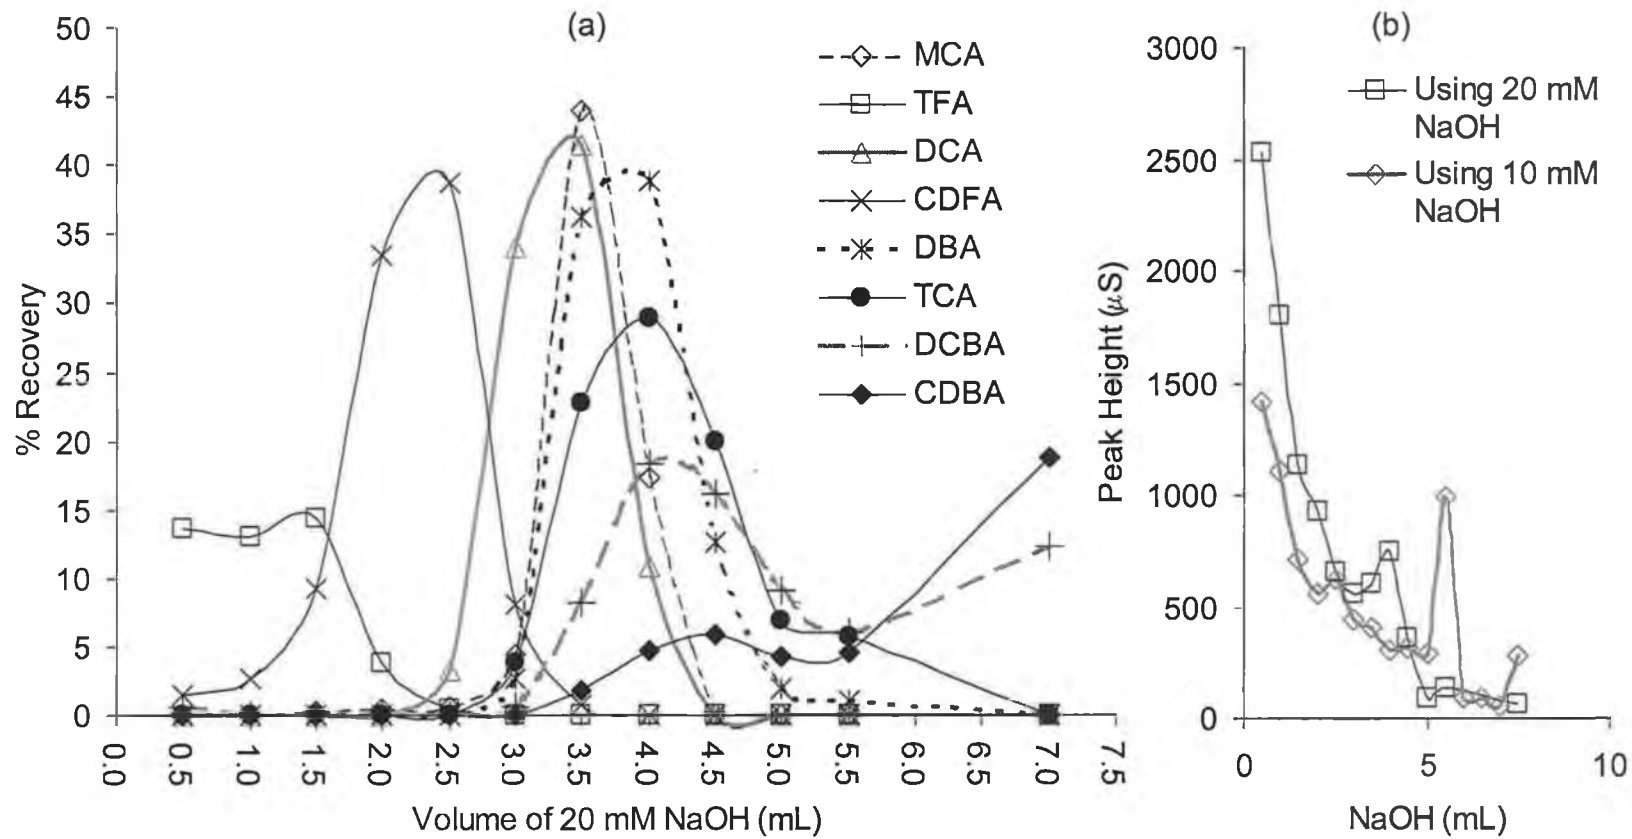 (a)
50
45
40
35
30
25
20
15
10
5
0
% Recovery
0.0
0.5
1.0
1.5
2.0
2.5
3.0
3.5
4.0
4.5
5.0
5.5
6.0
6.5
7.0
7.5
Volume of 20 mM NaOH (mL)
MCA
TFA
DCA
CDFA
DBA
TCA
DCBA
CDBA
(b)
3000
2500
2000
1500
1000
500
0
Peak Height (μS)
0
5
10
NaOH (mL)
Using 20 mM
NaOH
Using 10 mM
NaOH